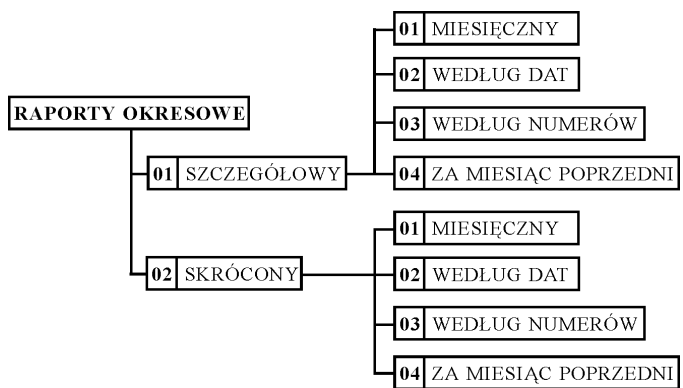 RAPORTY OKRESOWE
01 SZCZEGÓŁOWY
01 MIESIĘCZNY
02 WEDŁUG DAT
03 WEDŁUG NUMERÓW
04 ZA MIESIĄC POPRZEDNI
02 SKRÓCONY
01 MIESIĘCZNY
02 WEDŁUG DAT
03 WEDŁUG NUMERÓW
04 ZA MIESIĄC POPRZEDNI